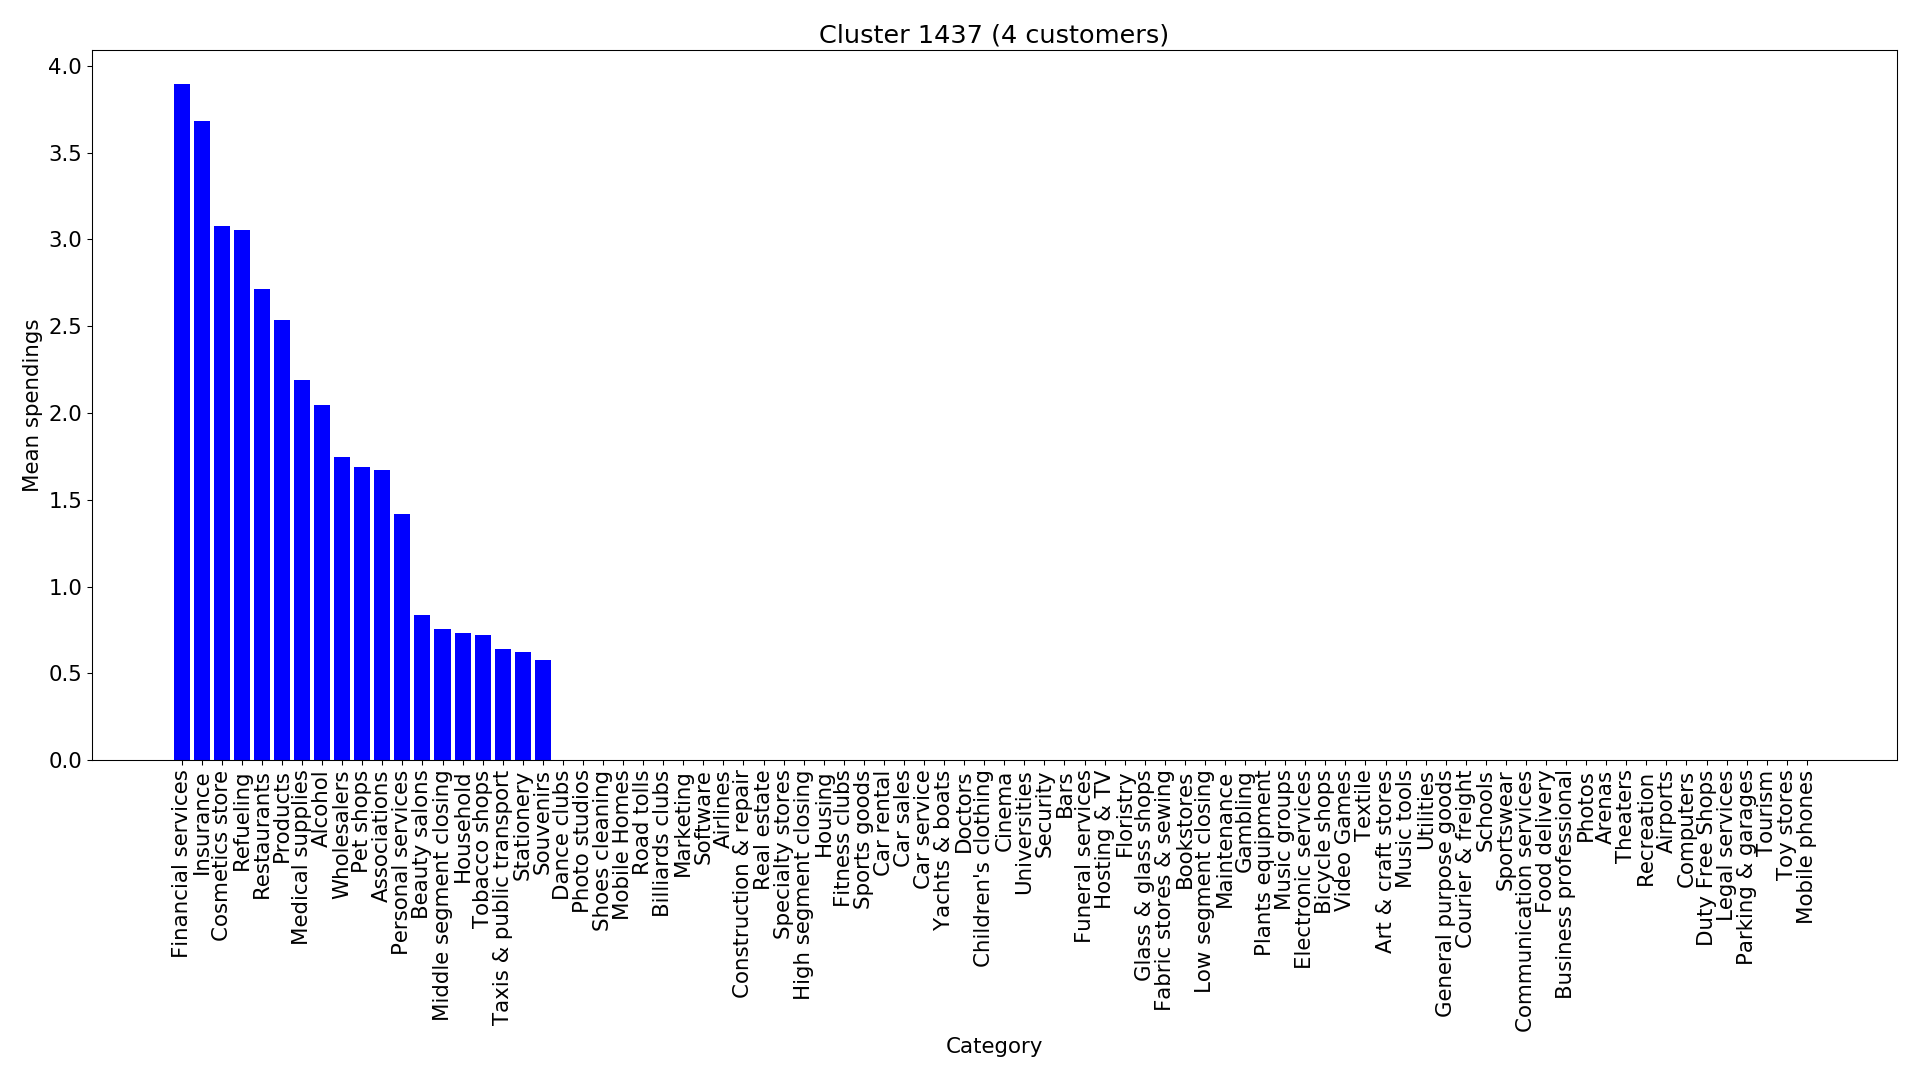 Cluster 1437 (4 customers)
Mean spendings
4.0
3.5
3.0
2.5
2.0
1.5
1.0
0.5
0.0
Financial services
Insurance
Cosmetics store
Refueling
Restaurants
Products
Medical supplies
Alcohol
Wholesalers
Pet shops
Associations
Personal services
Beauty salons
Middle segment closing
Household
Tobacco shops
Taxis & public transport
Stationery
Souvenirs
Dance clubs
Photo studios
Shoes cleaning
Mobile Homes
Road tolls
Billiards clubs
Marketing
Software
Airlines
Construction & repair
Real estate
Specialty stores
High segment closing
Housing
Fitness clubs
Sports goods
Car rental
Car sales
Car service
Yachts & boats
Doctors
Children's clothing
Cinema
Universities
Security
Bars
Funeral services
Hosting & TV
Floristry
Glass & glass shops
Fabric stores & sewing
Bookstores
Low segment closing
Maintenance
Gambling
Plants equipment
Music groups
Electronic services
Bicycle shops
Video Games
Textile
Art & craft stores
Music tools
Utilities
General purpose goods
Courier & freight
Schools
Sportswear
Communication services
Food delivery
Business professional
Photos
Arenas
Theaters
Recreation
Airports
Computers
Duty Free Shops
Legal services
Parking & garages
Tourism
Toy stores
Mobile phones
Category